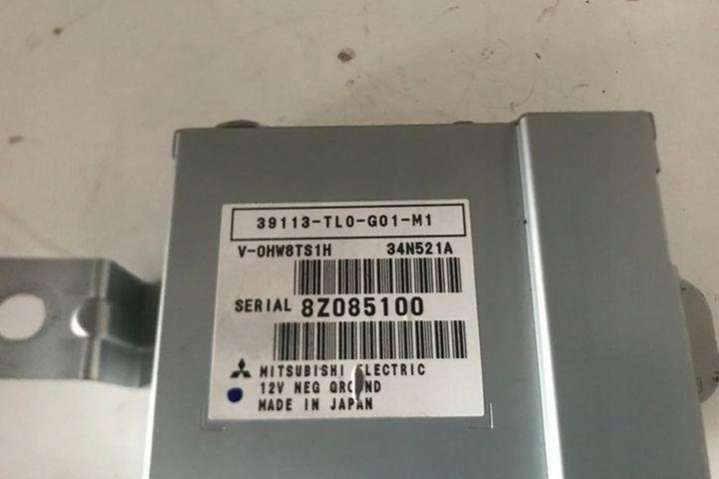 39113-TL0-G01-M1
V-0HW8TS1H 34N521A
SERIAL 8Z085100
MITSUBISHI ELECTRIC
12V NEG GROUND
MADE IN JAPAN